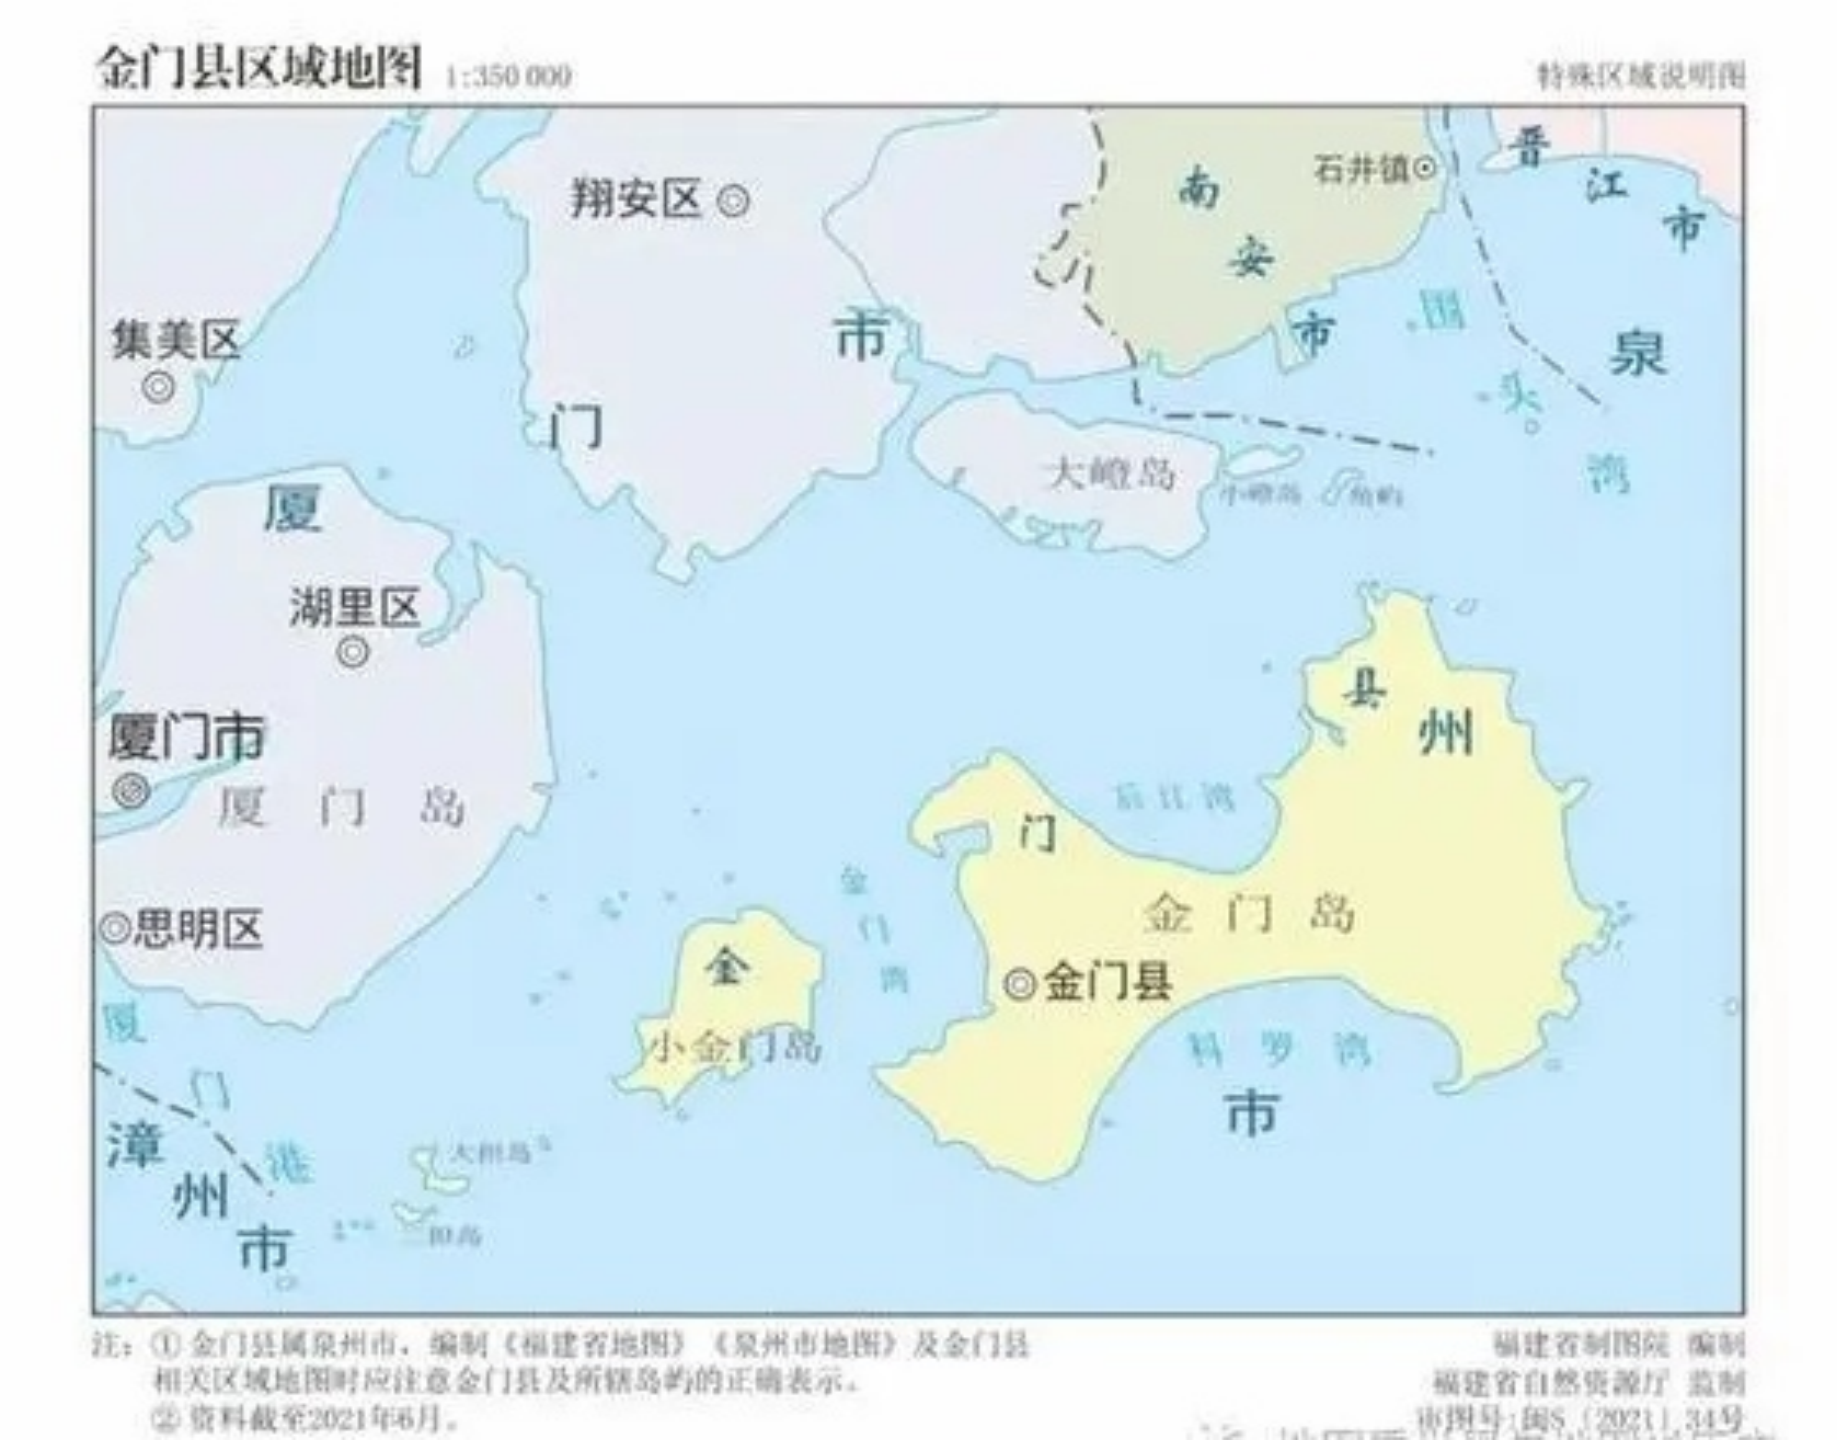 金门县区域地图 1:350 000
特殊区域说明图
晋江市
南安市
石井镇
翔安区
集美区
厦门市
泉州市
围头湾
大嶝岛
小嶝岛
角屿
湖里区
厦门市
厦门岛
思明区
金门县
后江湾
金门湾
金门岛
金门县
小金门岛
料罗湾
厦门港
漳州市
大担岛
二担岛
注：① 金门县属泉州市，编制《福建省地图》《泉州市地图》及金门县
相关区域地图时应注意金门县及所辖岛屿的正确表示。
② 资料截至2021年6月。
福建省制图院 编制
福建省自然资源厅 监制
审图号:闽S〔2021〕34号